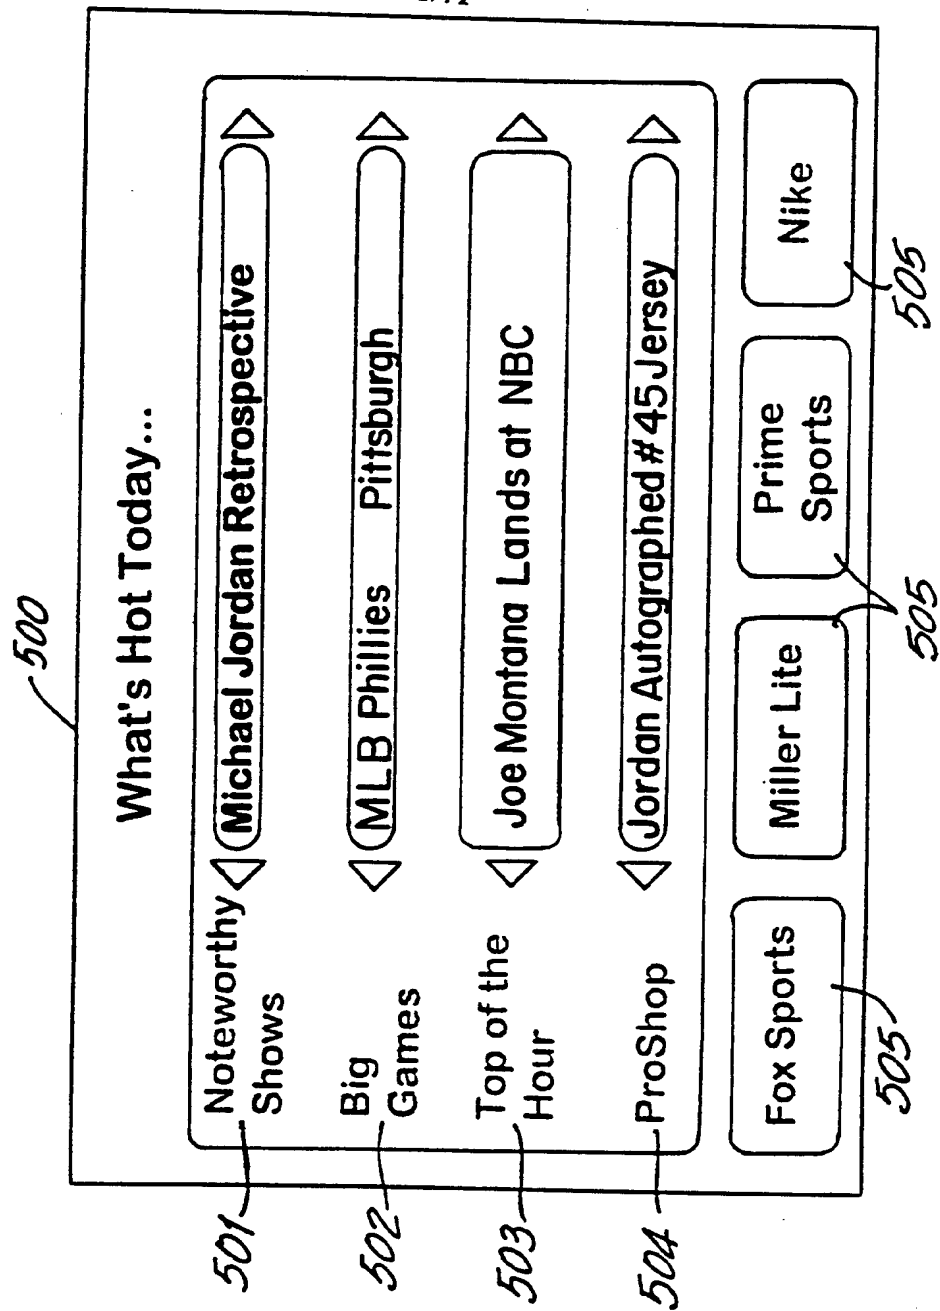 500
What's Hot Today...
501
Noteworthy
Shows
Michael Jordan Retrospective
502
Big
Games
MLB Phillies Pittsburgh
503
Top of the
Hour
Joe Montana Lands at NBC
504
ProShop
Jordan Autographed#45Jersey
Fox Sports
Miller Lite
Prime
Sports
Nike
505
505
505